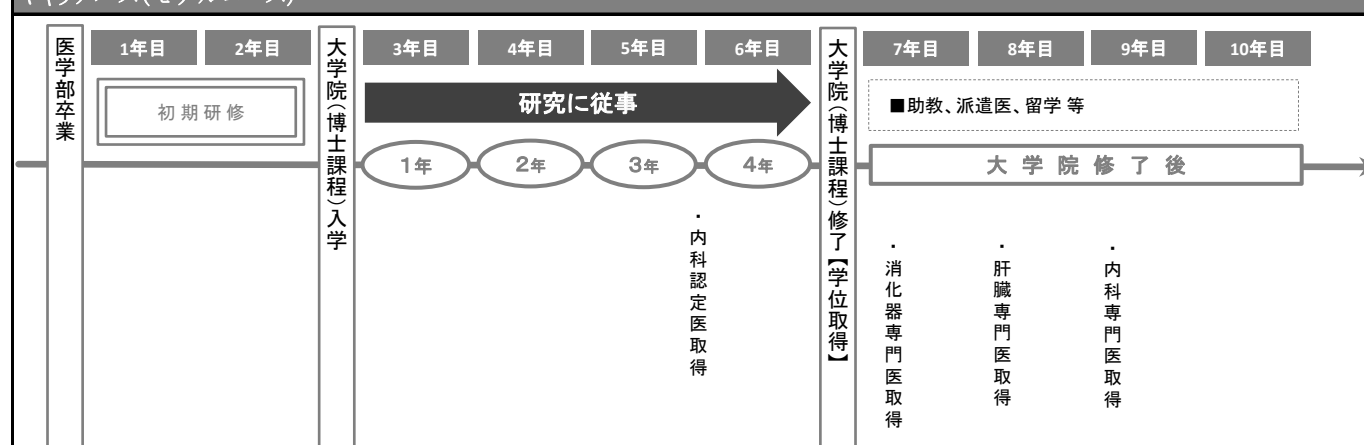 医学部卒業
1年目
2年目
初期研修
大学院(博士課程)入学
3年目
4年目
5年目
6年目
研究に従事
1年
2年
3年
4年
・内科認定医取得
大学院(博士課程)修了【学位取得】
7年目
8年目
9年目
10年目
■助教、派遣医、留学 等
大学院修了後
・消化器専門医取得
・肝臓専門医取得
・内科専門医取得